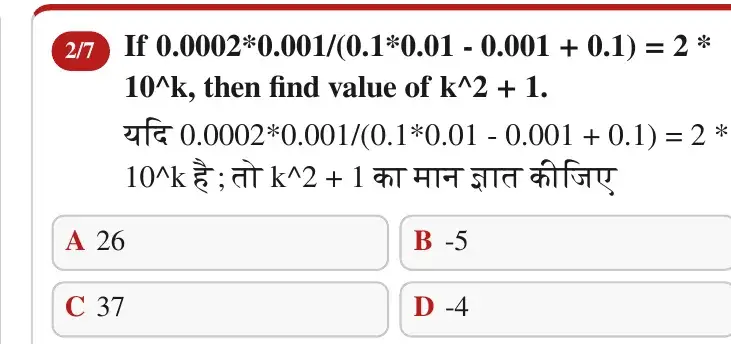 2/7 If 0.0002*0.001/(0.1*0.01 - 0.001 + 0.1) = 2 *
10^k, then find value of k^2 + 1.
यदि 0.0002*0.001/(0.1*0.01 - 0.001 + 0.1) = 2 *
10^k है ; तो k^2 + 1 का मान ज्ञात कीजिए
A 26
B -5
C 37
D -4